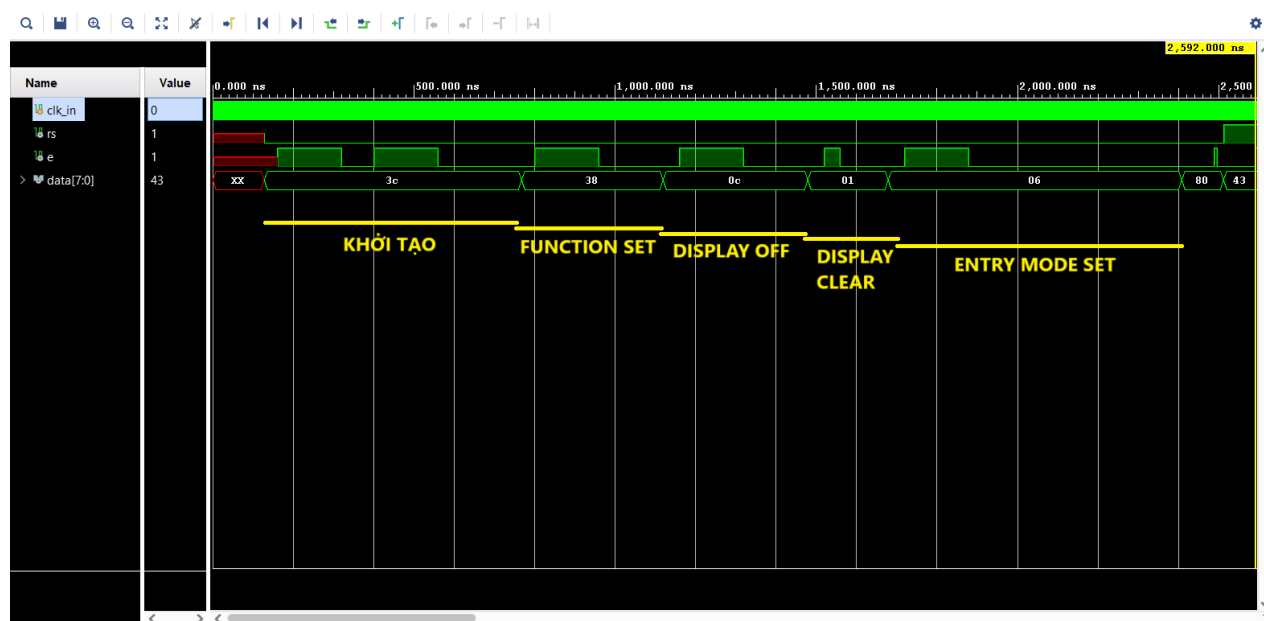 2,592.000 ns
Name Value
0.000 ns 500.000 ns 1,000.000 ns 1,500.000 ns 2,000.000 ns 2,500
clk_in 0
rs 1
e 1
data[7:0] 43 XX 3c 38 0c 01 06 80 43
KHỞI TẠO
FUNCTION SET
DISPLAY OFF
DISPLAY
CLEAR
ENTRY MODE SET